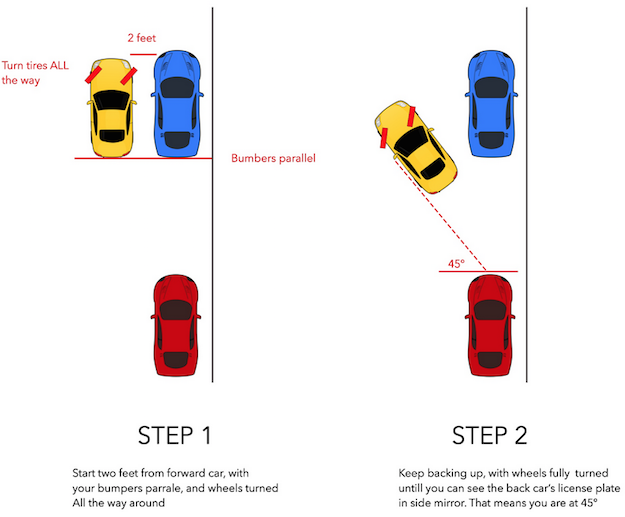 2 feet
Turn tires ALL
the way
Bumbers parallel
45°
STEP 1
Start two feet from forward car, with
your bumpers parrale, and wheels turned
All the way around
STEP 2
Keep backing up, with wheels fully turned
untill you can see the back car's license plate
in side mirror. That means you are at 45°